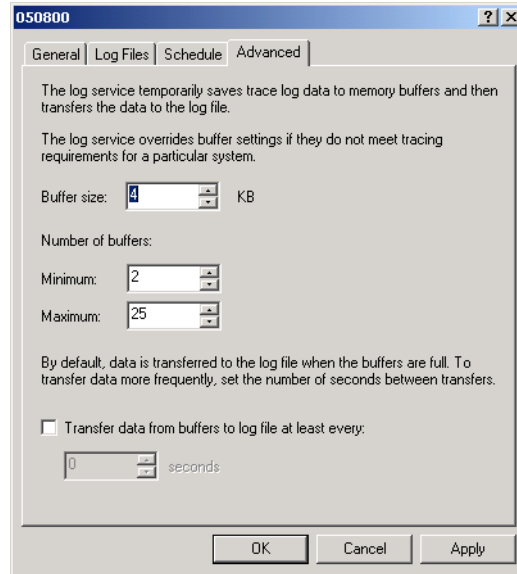 050800
General Log Files Schedule Advanced
The log service temporarily saves trace log data to memory buffers and then
transfers the data to the log file.
The log service overrides buffer settings if they do not meet tracing
requirements for a particular system.
Buffer size: 4 KB
Number of buffers:
Minimum: 2
Maximum: 25
By default, data is transferred to the log file when the buffers are full. To
transfer data more frequently, set the number of seconds between transfers.
Transfer data from buffers to log file at least every:
0 seconds
OK Cancel Apply